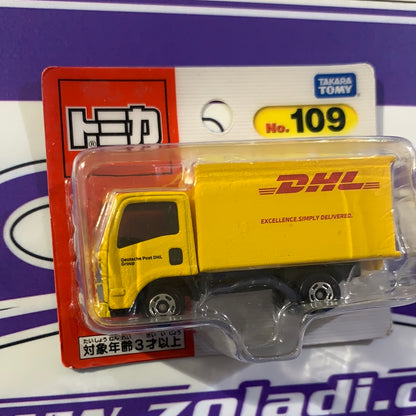 TAKARA
TOMY
トミカ
®
No. 109
DHL
EXCELLENCE. SIMPLY DELIVERED.
Deutsche Post DHL
Group
たいしょうねんれい さい いじょう
対象年齢3才以上
www.zoladi.c